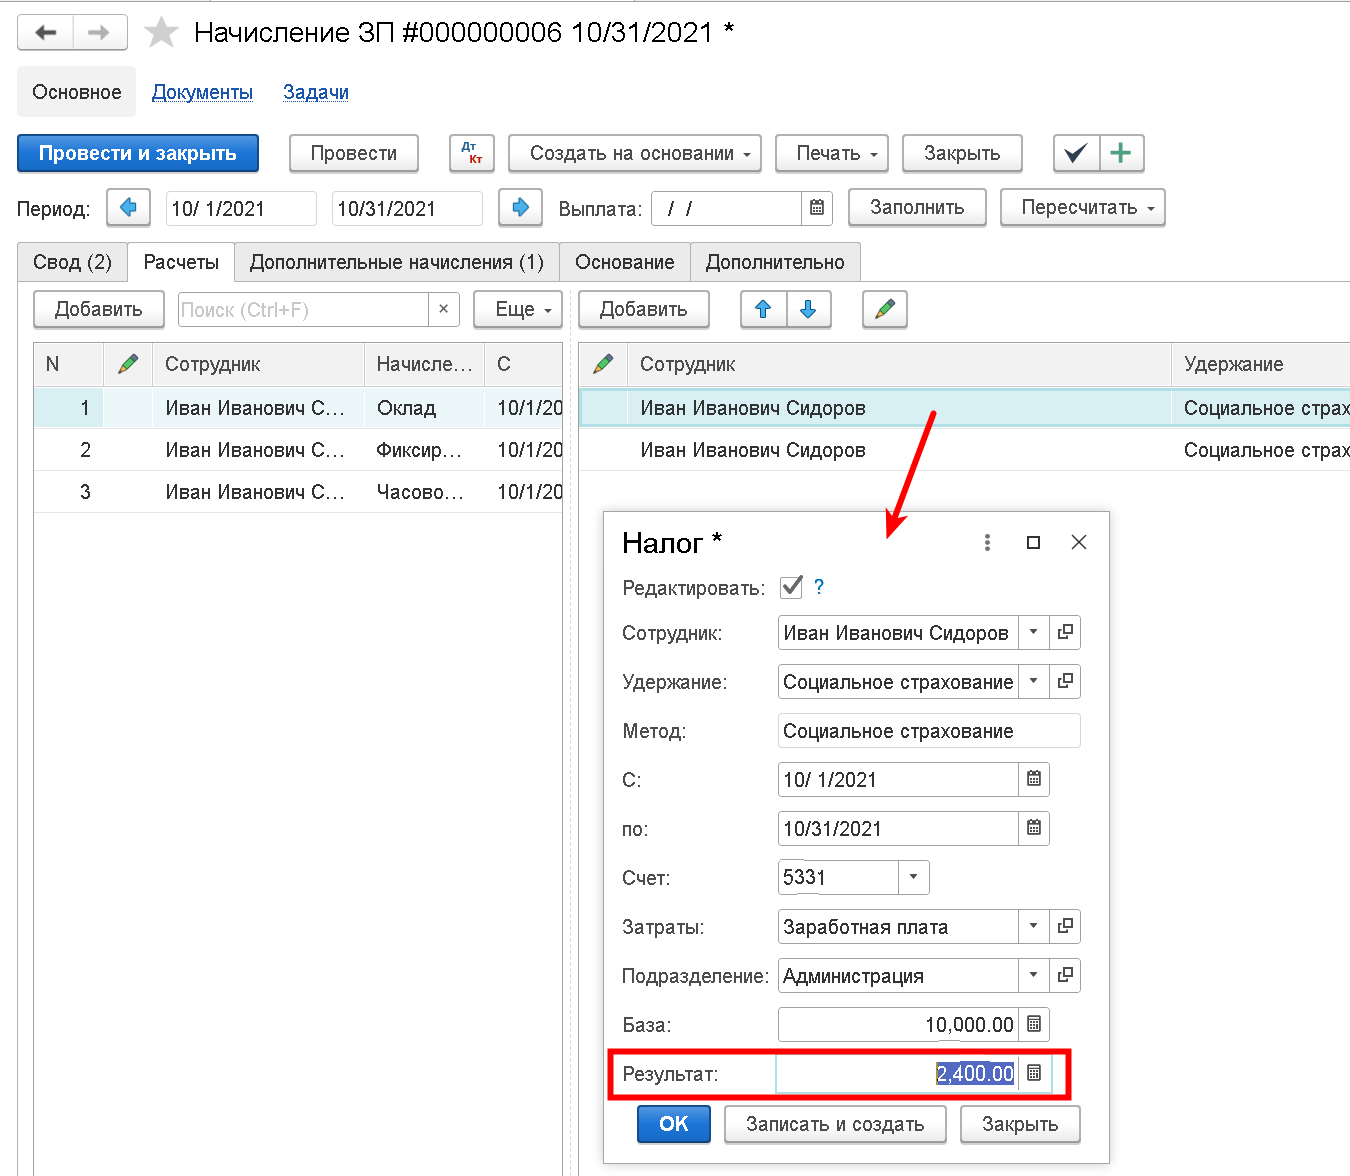 Начисление ЗП #000000006 10/31/2021 *
Основное Документы Задачи
Провести и закрыть Провести Дт Кт Создать на основании Печать Закрыть
Период: 10/ 1/2021 10/31/2021 Выплата: / / Заполнить Пересчитать
Свод (2) Расчеты Дополнительные начисления (1) Основание Дополнительно
Добавить Поиск (Ctrl+F) × Еще Добавить
N Сотрудник Начисле... С Сотрудник Удержание
1 Иван Иванович С... Оклад 10/1/20 Иван Иванович Сидоров Социальное страх
2 Иван Иванович С... Фиксир... 10/1/20 Иван Иванович Сидоров Социальное страх
3 Иван Иванович С... Часово... 10/1/20
Налог *
Редактировать: ?
Сотрудник: Иван Иванович Сидоров
Удержание: Социальное страхование
Метод: Социальное страхование
С: 10/ 1/2021
по: 10/31/2021
Счет: 5331
Затраты: Заработная плата
Подразделение: Администрация
База: 10,000.00
Результат: 2,400.00
OK Записать и создать Закрыть